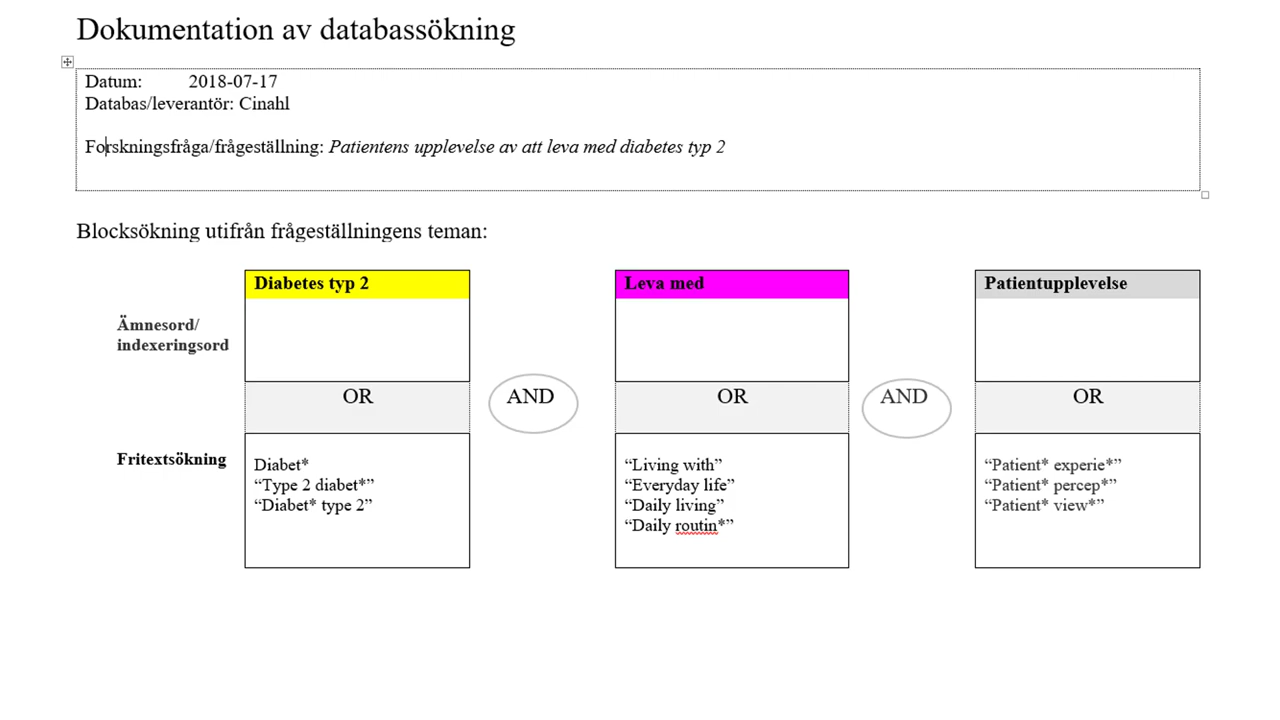 Dokumentation av databassökning
Datum: 2018-07-17
Databas/leverantör: Cinahl
Forskningsfråga/frågeställning: Patientens upplevelse av att leva med diabetes typ 2
Blocksökning utifrån frågeställningens teman:
Diabetes typ 2
Leva med
Patientupplevelse
Ämnesord/
indexeringsord
OR
AND
OR
AND
OR
Fritextsökning
Diabet*
“Type 2 diabet*”
“Diabet* type 2”
“Living with”
“Everyday life”
“Daily living”
“Daily routin*”
“Patient* experie*”
“Patient* percep*”
“Patient* view*”